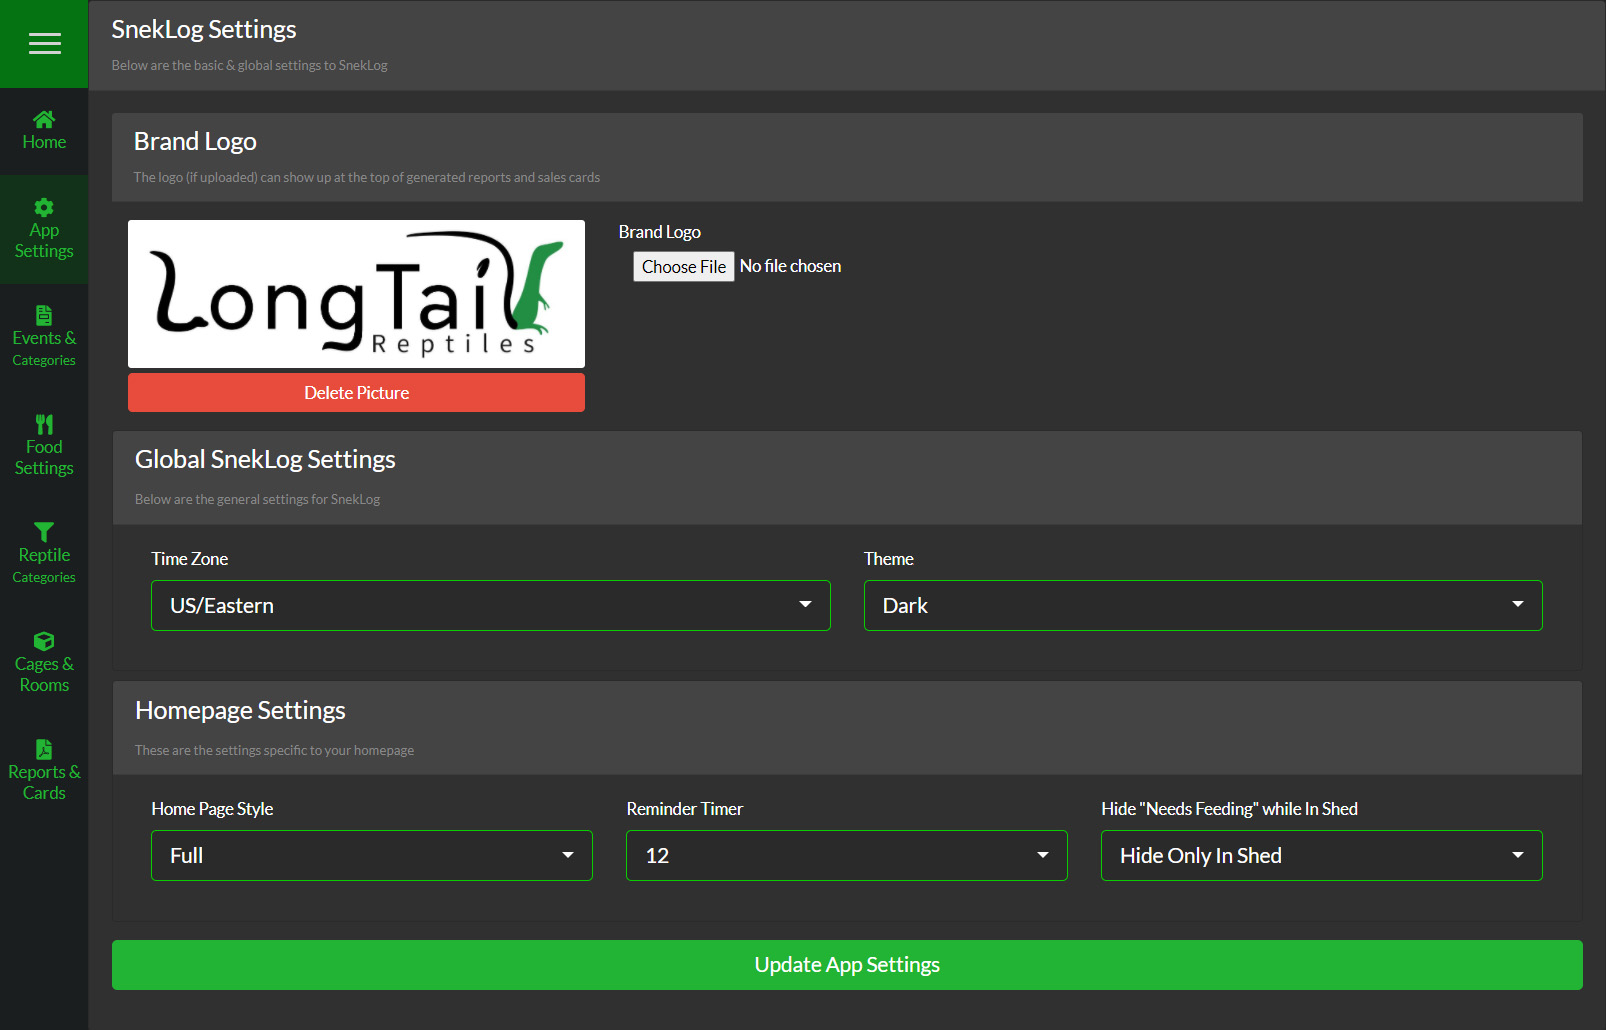 SnekLog Settings
Below are the basic & global settings to SnekLog
Home
App
Settings
Events &
Categories
Food
Settings
Reptile
Categories
Cages &
Rooms
Reports &
Cards
Brand Logo
The logo (if uploaded) can show up at the top of generated reports and sales cards
LongTail
Reptiles
Delete Picture
Brand Logo
Choose File No file chosen
Global SnekLog Settings
Below are the general settings for SnekLog
Time Zone
US/Eastern
Theme
Dark
Homepage Settings
These are the settings specific to your homepage
Home Page Style
Full
Reminder Timer
12
Hide "Needs Feeding" while In Shed
Hide Only In Shed
Update App Settings